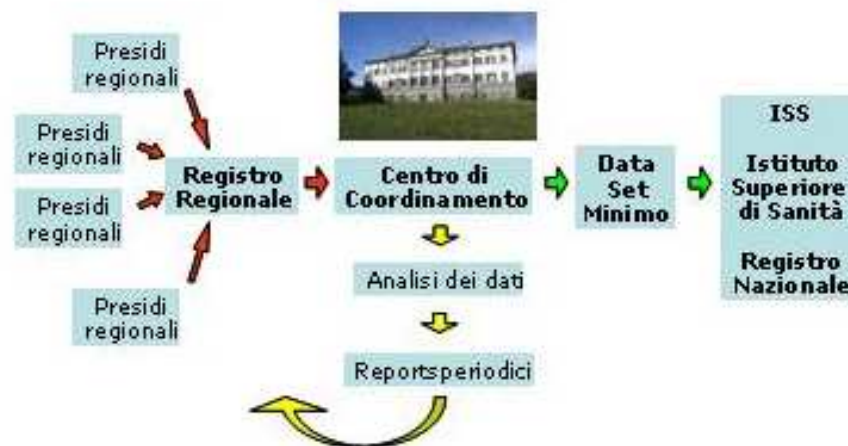 Presidi
regionali
Presidi
regionali
Presidi
regionali
Presidi
regionali
Registro
Regionale
Centro di
Coordinamento
Data
Set
Minimo
ISS
Istituto
Superiore
di Sanità
Registro
Nazionale
Analisi dei dati
Reportsperiodici